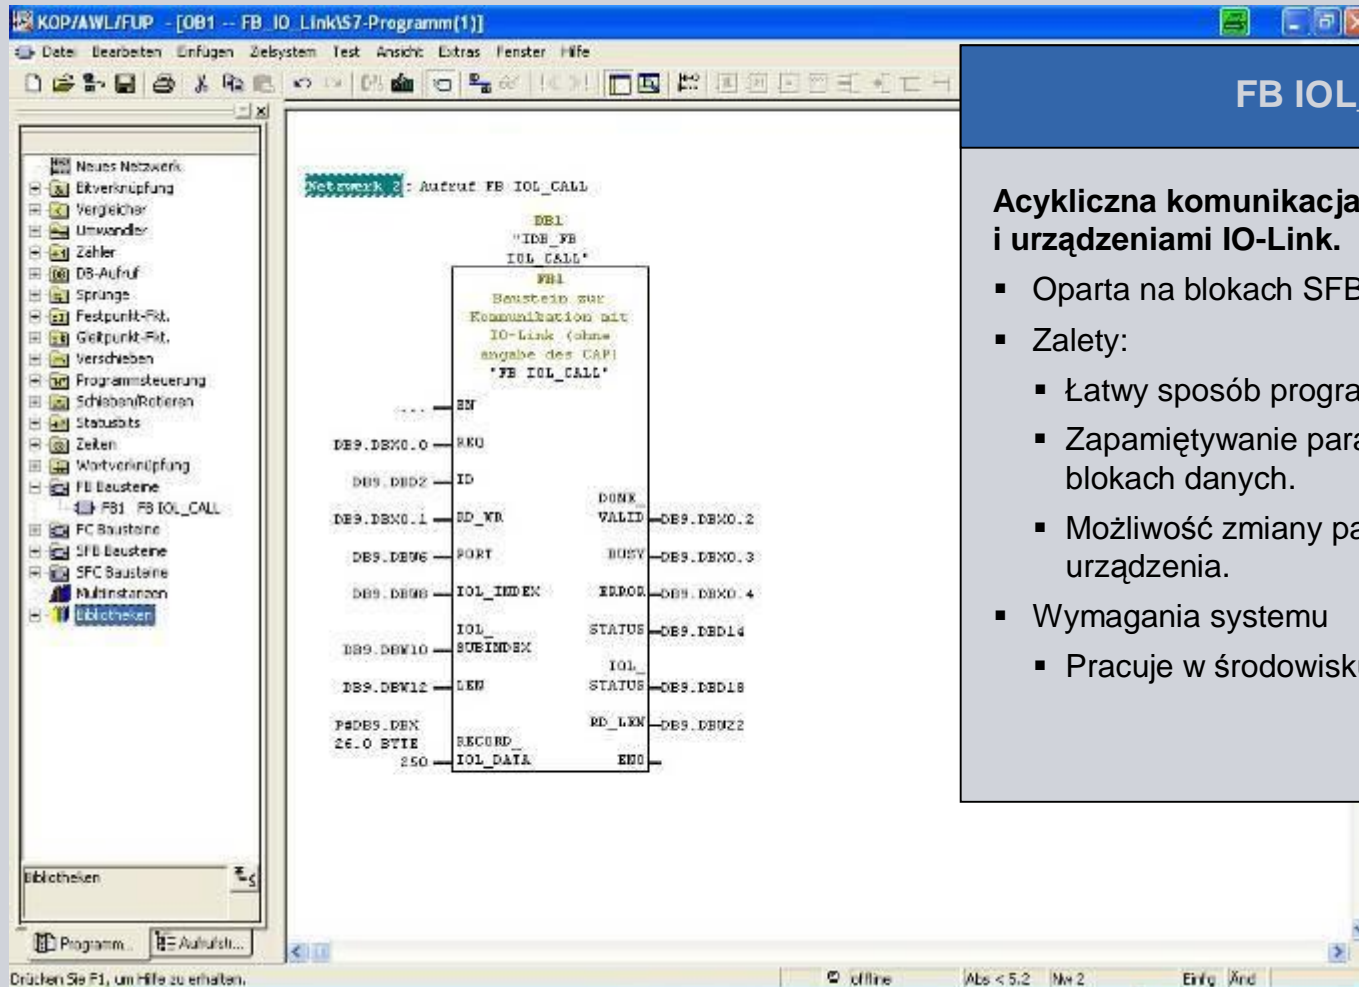 KOP/AWL/FUP - [OB1 -- FB_IO_Link\S7-Programm(1)]
Datei Bearbeiten Einfügen Zielsystem Test Ansicht Extras Fenster Hilfe
Neues Netzwerk
Bitverknüpfung
Vergleicher
Umwandler
Zähler
DB-Aufruf
Sprünge
Festpunkt-Fkt.
Gleitpunkt-Fkt.
Verschieben
Programmsteuerung
Schieben/Rotieren
Statusbits
Zeiten
Wortverknüpfung
FB Bausteine
FB1 FB IOL_CALL
FC Bausteine
SFB Bausteine
SFC Bausteine
Multiinstanzen
Bibliotheken
Bibliotheken
Programm... Aufrufstr...
Drücken Sie F1, um Hilfe zu erhalten.
offline Abs < 5.2 Nw 2 Einfg Änd
Netzwerk 2 : Aufruf FB IOL_CALL
DB1
"IDB_FB
IOL_CALL"
FB1
Baustein zur
Kommunikation mit
IO-Link (ohne
angabe des CAP)
"FB IOL_CALL"
... EN
DB9.DBX0.0 REQ
DB9.DBD2 ID
DB9.DBX0.1 RD_WR
DB9.DBW6 PORT
DB9.DBW8 IOL_INDEX
DB9.DBW10 IOL_
SUBINDEX
DB9.DBW12 LEN
P#DB9.DBX
26.0 BYTE
250 RECORD_
IOL_DATA
DONE_
VALID DB9.DBX0.2
BUSY DB9.DBX0.3
ERROR DB9.DBX0.4
STATUS DB9.DBD14
IOL_
STATUS DB9.DBD18
RD_LEN DB9.DBW22
ENO
FB IOL_
Acykliczna komunikacja
i urządzeniami IO-Link.
▪ Oparta na blokach SFB
▪ Zalety:
▪ Łatwy sposób progra
▪ Zapamiętywanie para
blokach danych.
▪ Możliwość zmiany pa
urządzenia.
▪ Wymagania systemu
▪ Pracuje w środowisk